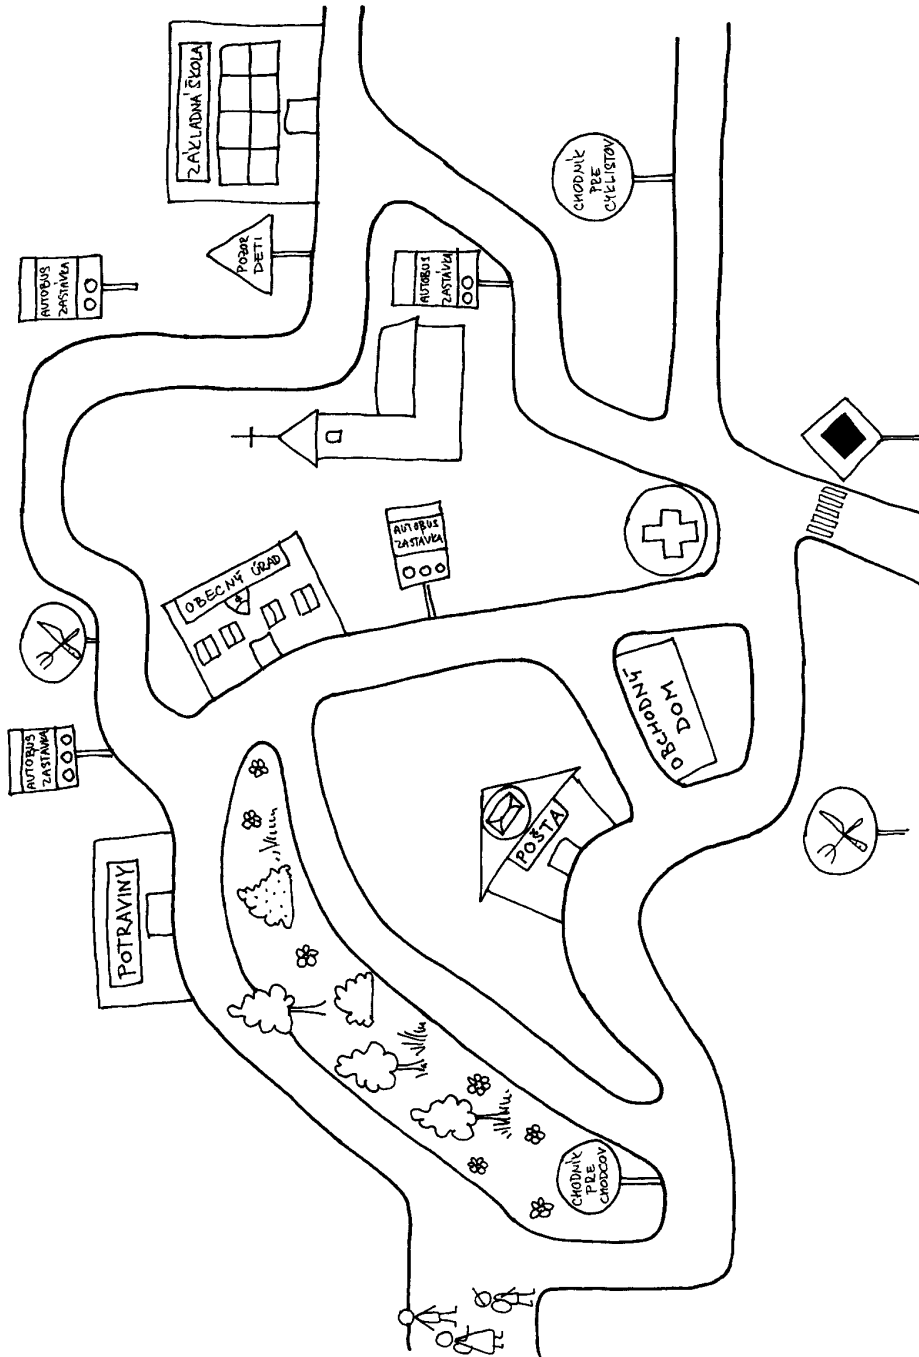 ZÁKLADNÁ ŠKOLA
CHODNÍK
PRE
CYKLISTOV
POZOR
DETI
AUTOBUS
ZASTÁVKA
AUTOBUS
ZASTÁVKA
AUTOBUS
ZASTÁVKA
OBECNÝ ÚRAD
AUTOBUS
ZASTÁVKA
OBCHODNÝ
DOM
POŠTA
POTRAVINY
CHODNÍK
PRE
CHODCOV